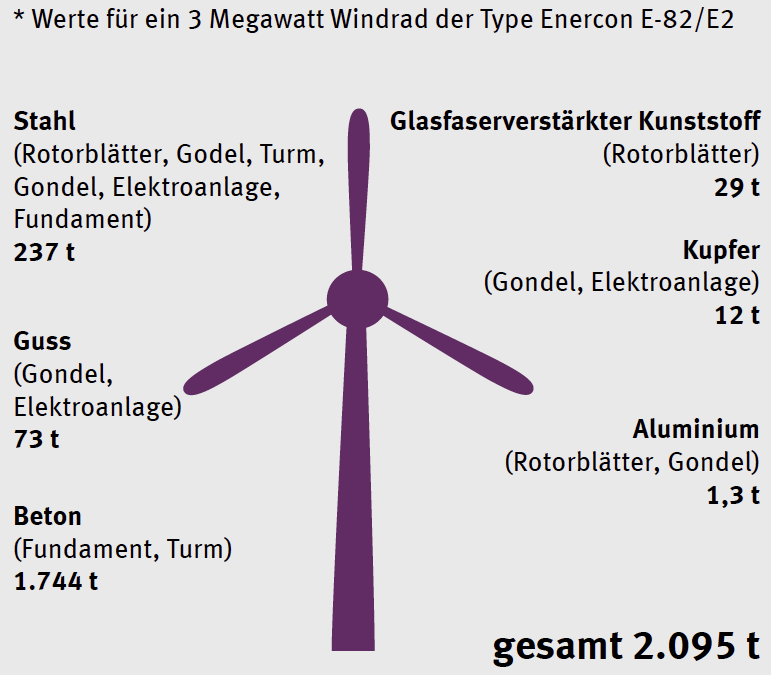 * Werte für ein 3 Megawatt Windrad der Type Enercon E-82/E2
Stahl
(Rotorblätter, Godel, Turm,
Gondel, Elektroanlage,
Fundament)
237 t
Guss
(Gondel,
Elektroanlage)
73 t
Beton
(Fundament, Turm)
1.744 t
Glasfaserverstärkter Kunststoff
(Rotorblätter)
29 t
Kupfer
(Gondel, Elektroanlage)
12 t
Aluminium
(Rotorblätter, Gondel)
1,3 t
gesamt 2.095 t